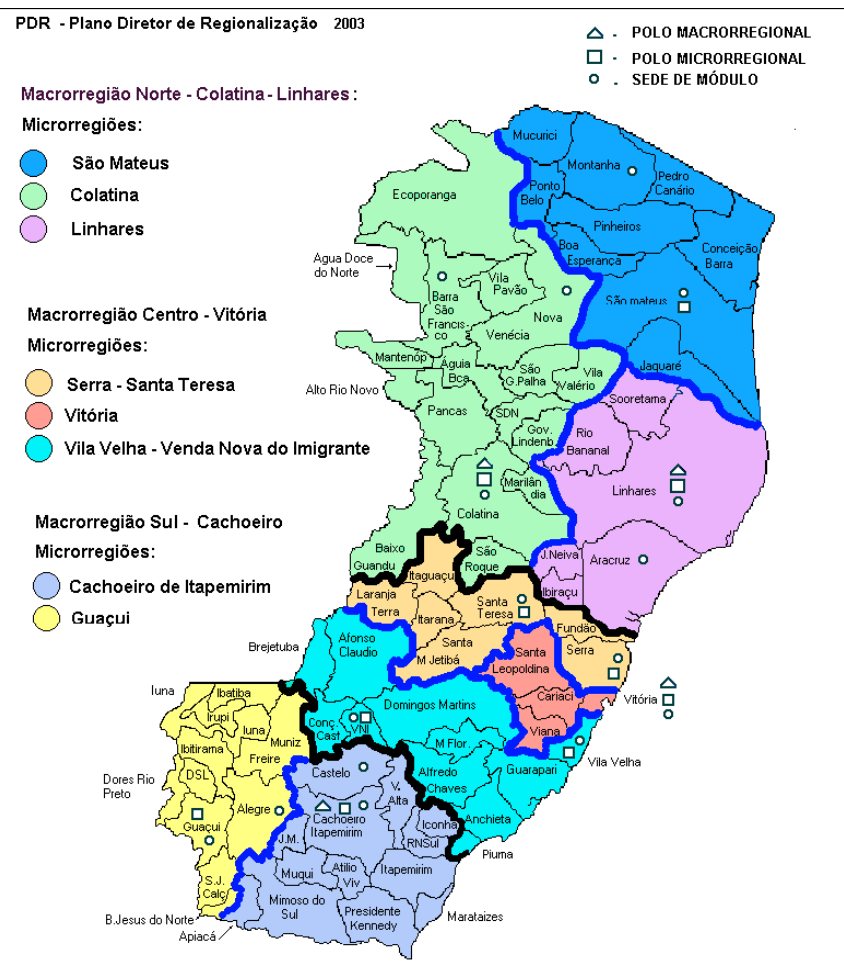 PDR - Plano Diretor de Regionalização 2003
- POLO MACRORREGIONAL
- POLO MICRORREGIONAL
- SEDE DE MÓDULO
Macrorregião Norte - Colatina - Linhares :
Microrregiões:
São Mateus
Colatina
Linhares
Macrorregião Centro - Vitória
Microrregiões:
Serra - Santa Teresa
Vitória
Vila Velha - Venda Nova do Imigrante
Macrorregião Sul - Cachoeiro
Microrregiões:
Cachoeiro de Itapemirim
Guaçui
Mucurici
Montanha
Pedro
Canário
Ponto
Belo
Ecoporanga
Pinheiros
Boa
Esperança
Conceição
Barra
Agua Doce
do Norte
Vila
Pavão
Barra
São
Francis-
co
Nova
Venécia
São mateus
Mantenóp
Aguia
Bca
São
G.Palha
Vila
Valério
Jaguaré
Alto Rio Novo
Sooretama
Pancas
SDN
Gov.
Lindenb.
Rio
Bananal
Marilân
dia
Linhares
Colatina
Baixo
Guandu
São
Roque
J.Neiva
Aracruz
Itaguaçu
Ibiraçu
Laranja
Terra
Santa
Teresa
Itarana
Fundão
Brejetuba
Afonso
Claudio
Santa
M Jetibá
Santa
Leopoldina
Serra
Iuna
Ibatiba
Cariaci
Vitória
Irupi
Iuna
Conç.
Cast
VNI
Domingos Martins
Viana
Ibitirama
Muniz
Freire
M Flor.
Vila Velha
Dores Rio
Preto
DSL
Castelo
Alfredo
Chaves
Guarapari
V.
Alta
Guaçui
Alegre
Cachoeiro
Itapemirim
Iconha
Anchieta
J.M.
RNSul
Piuma
S.J.
Calç
Muqui
Atilio
Viv
Itapemirim
B.Jesus do Norte
Apiacá
Mimoso do
Sul
Presidente
Kennedy
Marataizes